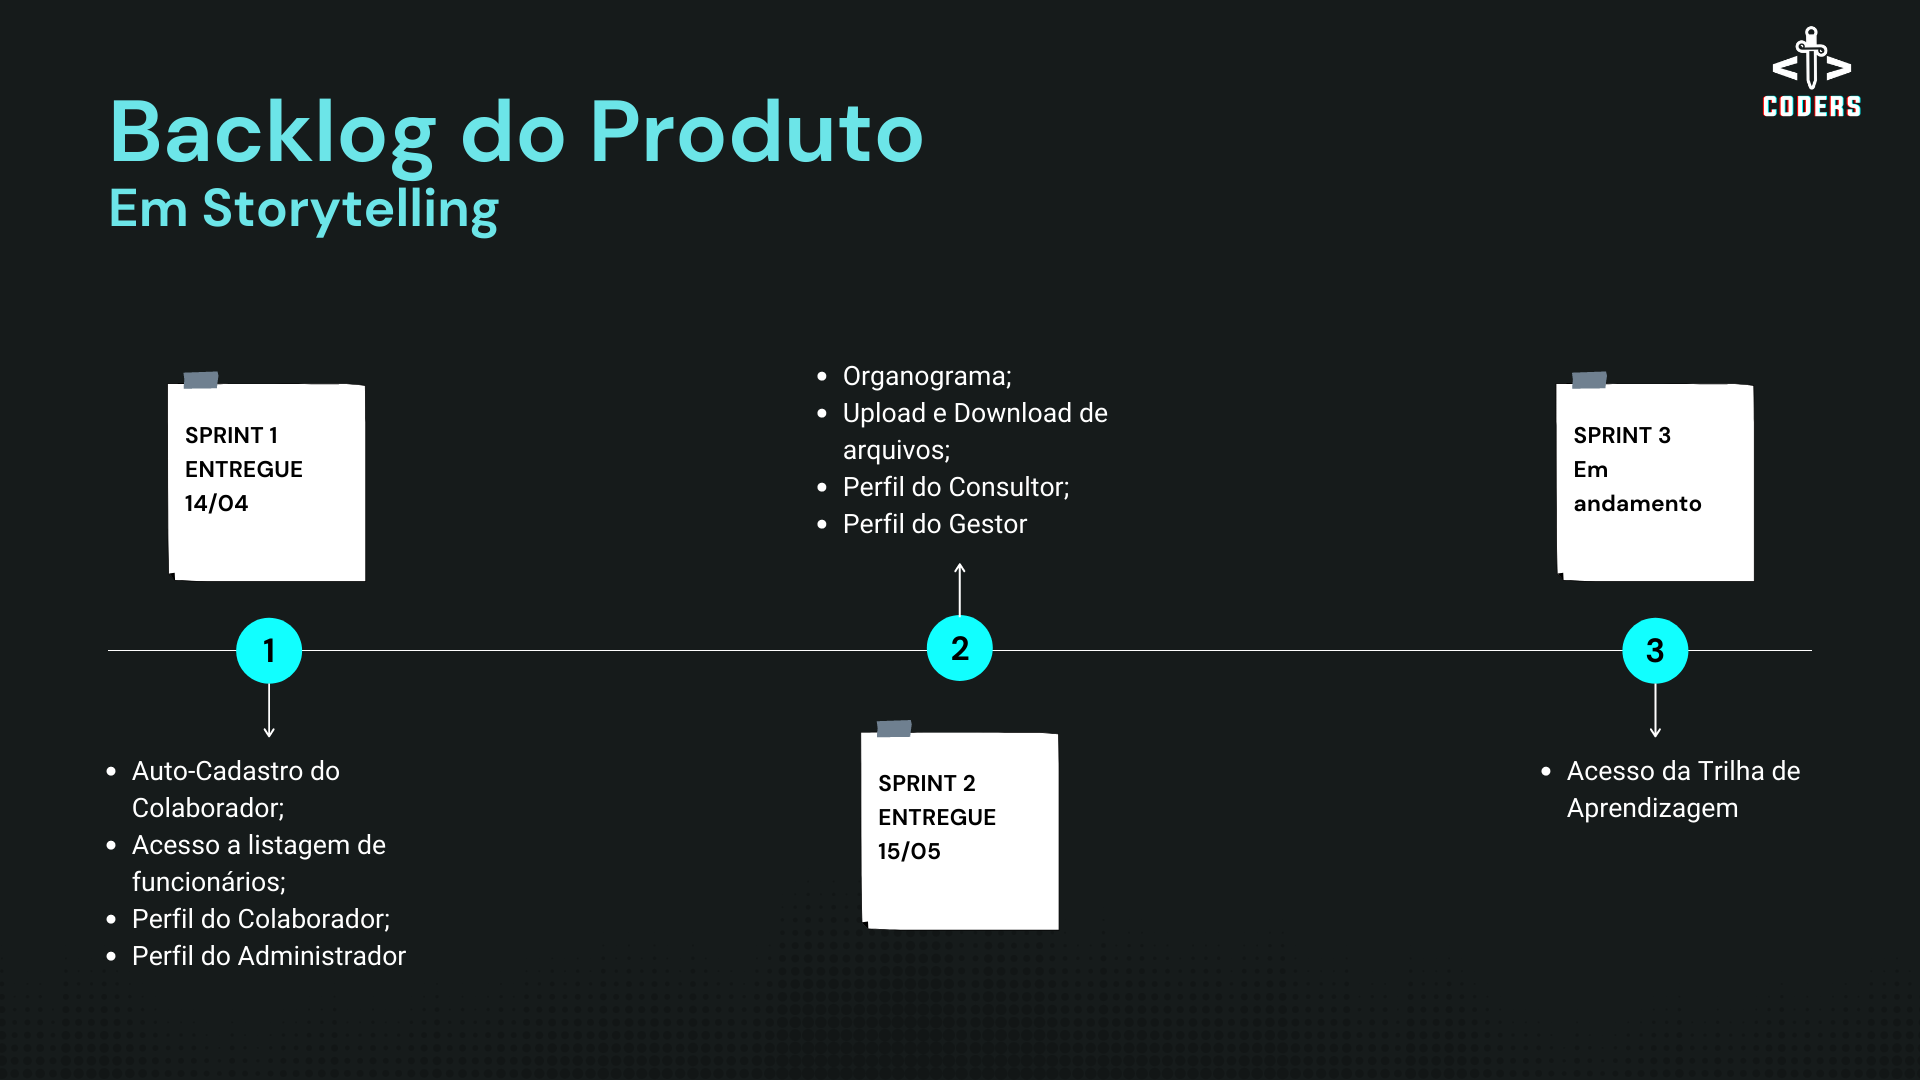 CODERS
Backlog do Produto
Em Storytelling
SPRINT 1
ENTREGUE
14/04
1
Auto-Cadastro do
Colaborador;
Acesso a listagem de
funcionários;
Perfil do Colaborador;
Perfil do Administrador
Organograma;
Upload e Download de
arquivos;
Perfil do Consultor;
Perfil do Gestor
2
SPRINT 2
ENTREGUE
15/05
SPRINT 3
Em
andamento
3
Acesso da Trilha de
Aprendizagem